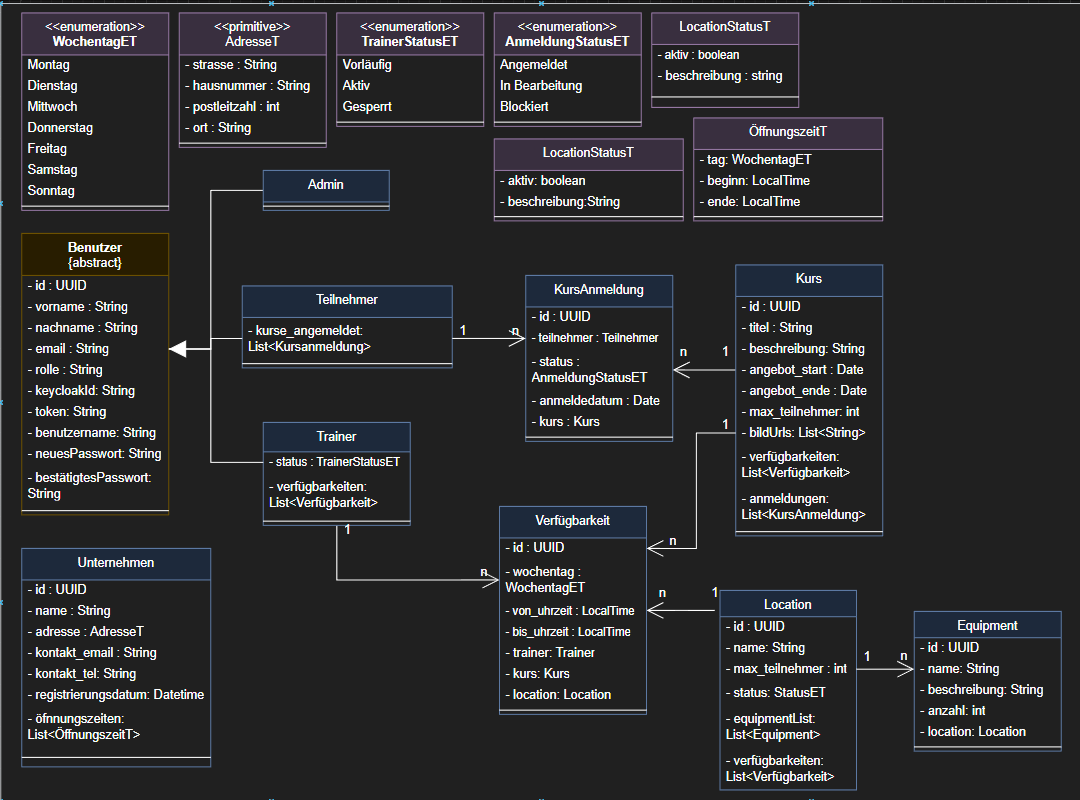 <<enumeration>>
WochentagET
Montag
Dienstag
Mittwoch
Donnerstag
Freitag
Samstag
Sonntag
<<primitive>>
AdresseT
- strasse : String
- hausnummer : String
- postleitzahl : int
- ort : String
<<enumeration>>
TrainerStatusET
Vorläufig
Aktiv
Gesperrt
<<enumeration>>
AnmeldungStatusET
Angemeldet
In Bearbeitung
Blockiert
LocationStatusT
- aktiv : boolean
- beschreibung : string
LocationStatusT
- aktiv: boolean
- beschreibung:String
ÖffnungszeitT
- tag: WochentagET
- beginn: LocalTime
- ende: LocalTime
Admin
Benutzer
{abstract}
- id : UUID
- vorname : String
- nachname : String
- email : String
- rolle : String
- keycloakId: String
- token: String
- benutzername: String
- neuesPasswort: String
- bestätigtesPasswort:
String
Teilnehmer
- kurse_angemeldet:
List<Kursanmeldung>
1
n
KursAnmeldung
- id : UUID
- teilnehmer : Teilnehmer
- status :
AnmeldungStatusET
- anmeldedatum : Date
- kurs : Kurs
n
1
Kurs
- id : UUID
- titel : String
- beschreibung: String
- angebot_start : Date
- angebot_ende : Date
- max_teilnehmer: int
- bildUrls: List<String>
- verfügbarkeiten:
List<Verfügbarkeit>
- anmeldungen:
List<KursAnmeldung>
1
n
Trainer
- status : TrainerStatusET
- verfügbarkeiten:
List<Verfügbarkeit>
1
n
Verfügbarkeit
- id : UUID
- wochentag :
WochentagET
- von_uhrzeit : LocalTime
- bis_uhrzeit : LocalTime
- trainer: Trainer
- kurs: Kurs
- location: Location
Unternehmen
- id : UUID
- name : String
- adresse : AdresseT
- kontakt_email : String
- kontakt_tel: String
- registrierungsdatum: Datetime
- öfnnungszeiten:
List<ÖffnungszeitT>
n
1
Location
- id : UUID
- name: String
- max_teilnehmer : int
- status: StatusET
- equipmentList:
List<Equipment>
- verfügbarkeiten:
List<Verfügbarkeit>
1
n
Equipment
- id : UUID
- name: String
- beschreibung: String
- anzahl: int
- location: Location